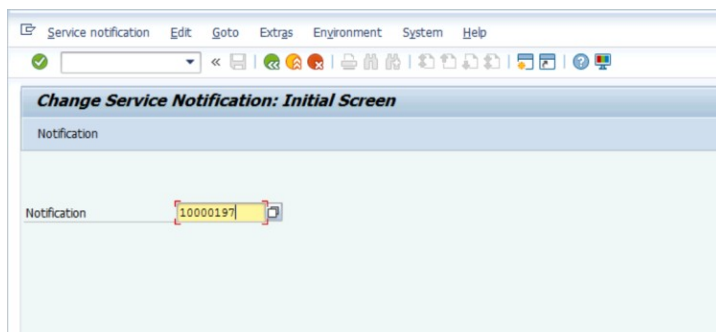 Service notification Edit Goto Extras Environment System Help
Change Service Notification: Initial Screen
Notification
Notification 10000197